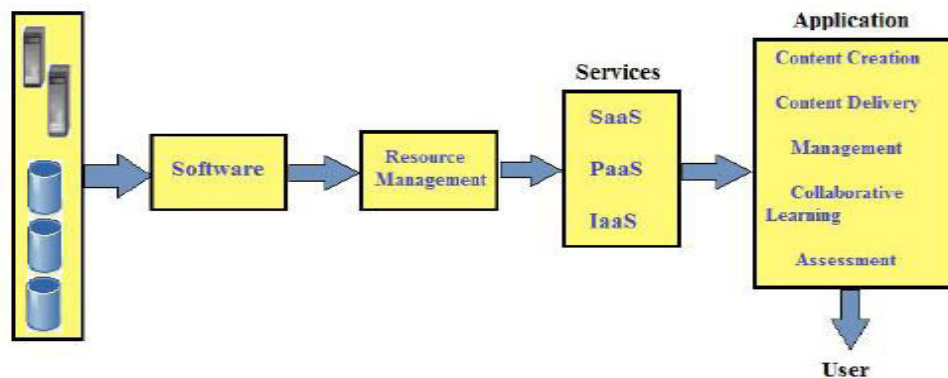 Application
Content Creation
Services
SaaS
Content Delivery
Software
Resource
Management
PaaS
Management
Collaborative
Learning
IaaS
Assessment
User